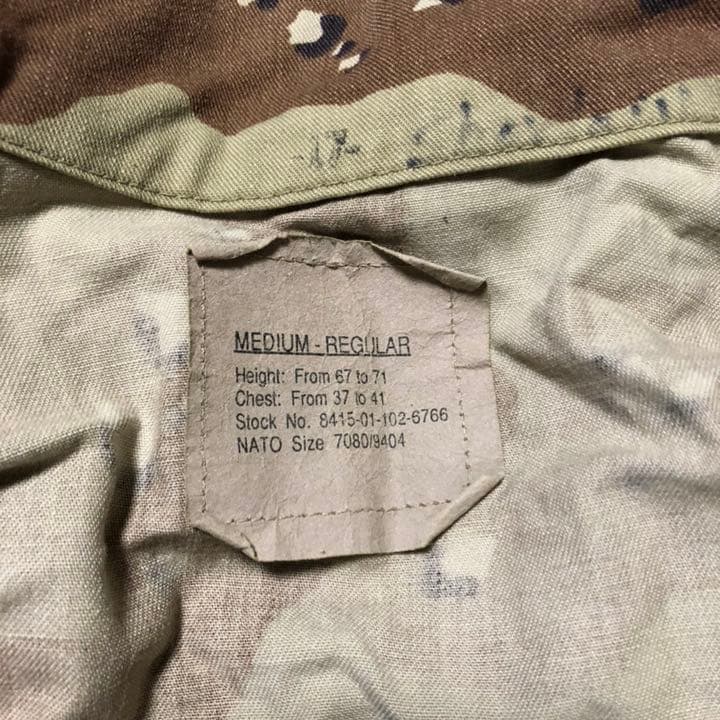 -17-
MEDIUM - REGULAR
Height: From 67 to 71
Chest: From 37 to 41
Stock No. 8415-01-102-6766
NATO Size 7080/9404